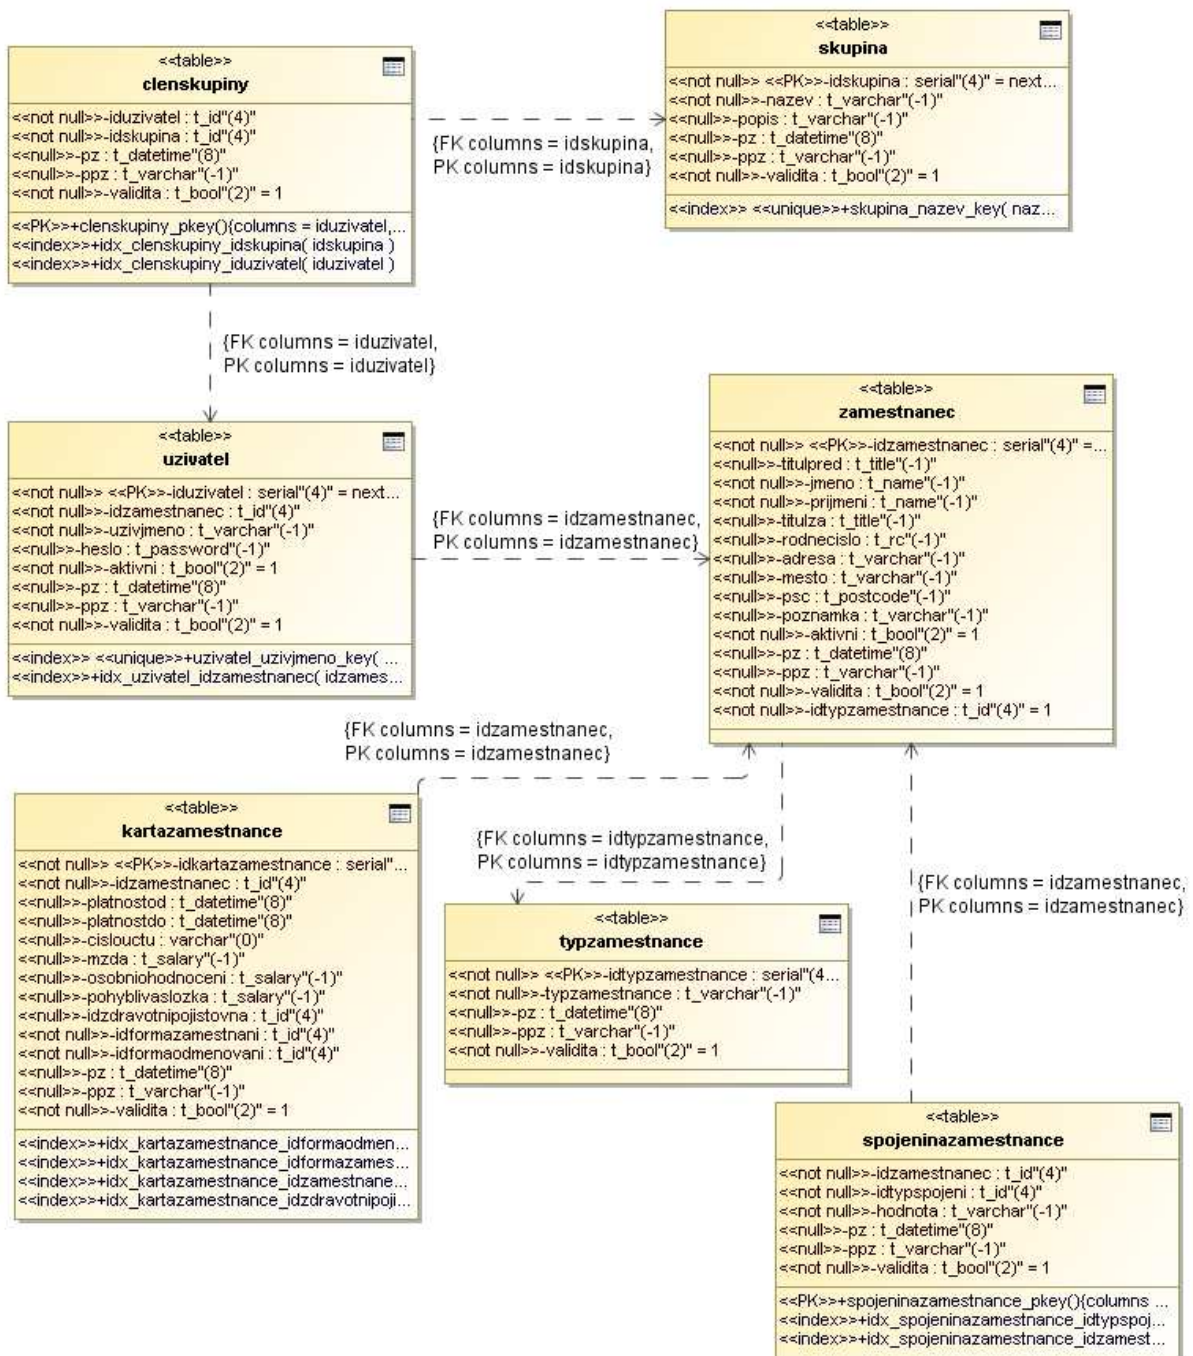 <<table>>
clenskupiny
<<not null>>-iduzivatel : t_id"(4)"
<<not null>>-idskupina : t_id"(4)"
<<null>>-pz : t_datetime"(8)"
<<null>>-ppz : t_varchar"(-1)"
<<not null>>-validita : t_bool"(2)" = 1
<<PK>>+clenskupiny_pkey(){columns = iduzivatel,...
<<index>>+idx_clenskupiny_idskupina( idskupina )
<<index>>+idx_clenskupiny_iduzivatel( iduzivatel )
{FK columns = idskupina,
PK columns = idskupina}
<<table>>
skupina
<<not null>> <<PK>>-idskupina : serial"(4)" = next...
<<not null>>-nazev : t_varchar"(-1)"
<<null>>-popis : t_varchar"(-1)"
<<null>>-pz : t_datetime"(8)"
<<null>>-ppz : t_varchar"(-1)"
<<not null>>-validita : t_bool"(2)" = 1
<<index>> <<unique>>+skupina_nazev_key( naz...
{FK columns = iduzivatel,
PK columns = iduzivatel}
<<table>>
uzivatel
<<not null>> <<PK>>-iduzivatel : serial"(4)" = next...
<<not null>>-idzamestnanec : t_id"(4)"
<<not null>>-uzivjmeno : t_varchar"(-1)"
<<null>>-heslo : t_password"(-1)"
<<not null>>-aktivni : t_bool"(2)" = 1
<<null>>-pz : t_datetime"(8)"
<<null>>-ppz : t_varchar"(-1)"
<<not null>>-validita : t_bool"(2)" = 1
<<index>> <<unique>>+uzivatel_uzivjmeno_key( ...
<<index>>+idx_uzivatel_idzamestnanec( idzames...
{FK columns = idzamestnanec,
PK columns = idzamestnanec}
<<table>>
zamestnanec
<<not null>> <<PK>>-idzamestnanec : serial"(4)" =...
<<null>>-titulpred : t_title"(-1)"
<<not null>>-jmeno : t_name"(-1)"
<<not null>>-prijmeni : t_name"(-1)"
<<null>>-titulza : t_title"(-1)"
<<null>>-rodnecislo : t_rc"(-1)"
<<null>>-adresa : t_varchar"(-1)"
<<null>>-mesto : t_varchar"(-1)"
<<null>>-psc : t_postcode"(-1)"
<<null>>-poznamka : t_varchar"(-1)"
<<not null>>-aktivni : t_bool"(2)" = 1
<<null>>-pz : t_datetime"(8)"
<<null>>-ppz : t_varchar"(-1)"
<<not null>>-validita : t_bool"(2)" = 1
<<not null>>-idtypzamestnance : t_id"(4)" = 1
{FK columns = idzamestnanec,
PK columns = idzamestnanec}
<<table>>
kartazamestnance
<<not null>> <<PK>>-idkartazamestnance : serial"...
<<not null>>-idzamestnanec : t_id"(4)"
<<null>>-platnostod : t_datetime"(8)"
<<null>>-platnostdo : t_datetime"(8)"
<<null>>-cislouctu : varchar"(0)"
<<null>>-mzda : t_salary"(-1)"
<<null>>-osobniohodnoceni : t_salary"(-1)"
<<null>>-pohyblivaslozka : t_salary"(-1)"
<<null>>-idzdravotnipojistovna : t_id"(4)"
<<not null>>-idformazamestnani : t_id"(4)"
<<not null>>-idformaodmenovani : t_id"(4)"
<<null>>-pz : t_datetime"(8)"
<<null>>-ppz : t_varchar"(-1)"
<<not null>>-validita : t_bool"(2)" = 1
<<index>>+idx_kartazamestnance_idformaodmen...
<<index>>+idx_kartazamestnance_idformazames...
<<index>>+idx_kartazamestnance_idzamestnane...
<<index>>+idx_kartazamestnance_idzdravotnipoji...
{FK columns = idtypzamestnance,
PK columns = idtypzamestnance}
<<table>>
typzamestnance
<<not null>> <<PK>>-idtypzamestnance : serial"(4...
<<not null>>-typzamestnance : t_varchar"(-1)"
<<null>>-pz : t_datetime"(8)"
<<null>>-ppz : t_varchar"(-1)"
<<not null>>-validita : t_bool"(2)" = 1
{FK columns = idzamestnanec,
PK columns = idzamestnanec}
<<table>>
spojeninazamestnance
<<not null>>-idzamestnanec : t_id"(4)"
<<not null>>-idtypspojeni : t_id"(4)"
<<not null>>-hodnota : t_varchar"(-1)"
<<null>>-pz : t_datetime"(8)"
<<null>>-ppz : t_varchar"(-1)"
<<not null>>-validita : t_bool"(2)" = 1
<<PK>>+spojeninazamestnance_pkey(){columns ...
<<index>>+idx_spojeninazamestnance_idtypspoj...
<<index>>+idx_spojeninazamestnance_idzamest...